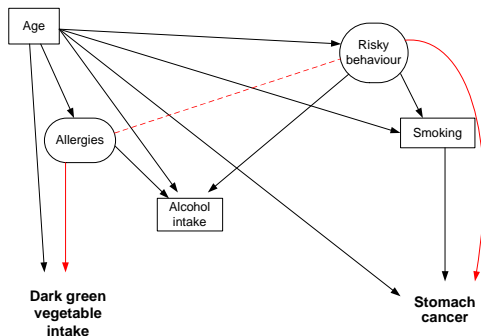 Age
Risky
behaviour
Allergies
Smoking
Alcohol
intake
Dark green
vegetable
intake
Stomach
cancer